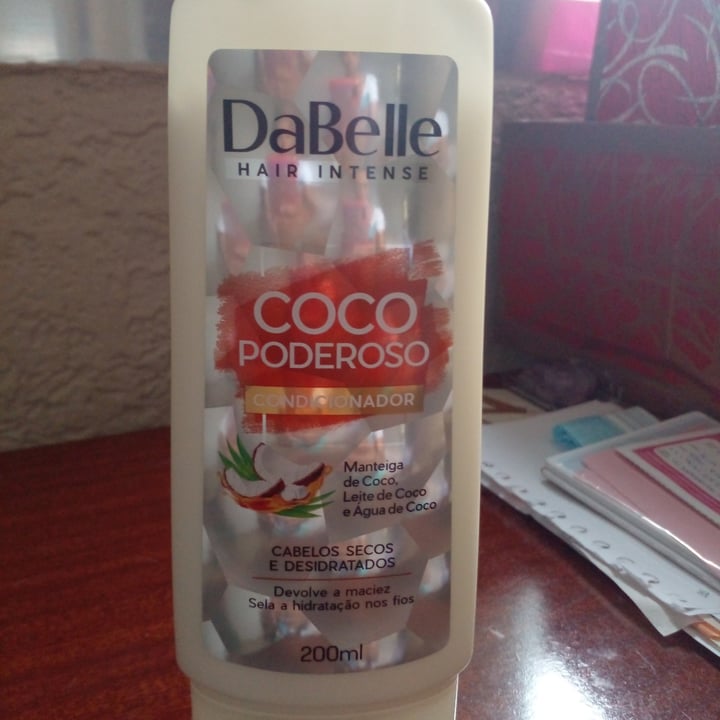 DaBelle
HAIR INTENSE
COCO
PODEROSO
CONDICIONADOR
Manteiga
de Coco,
Leite de Coco
e Água de Coco
CABELOS SECOS
E DESIDRATADOS
Devolve a maciez
Sela a hidratação nos fios
200ml